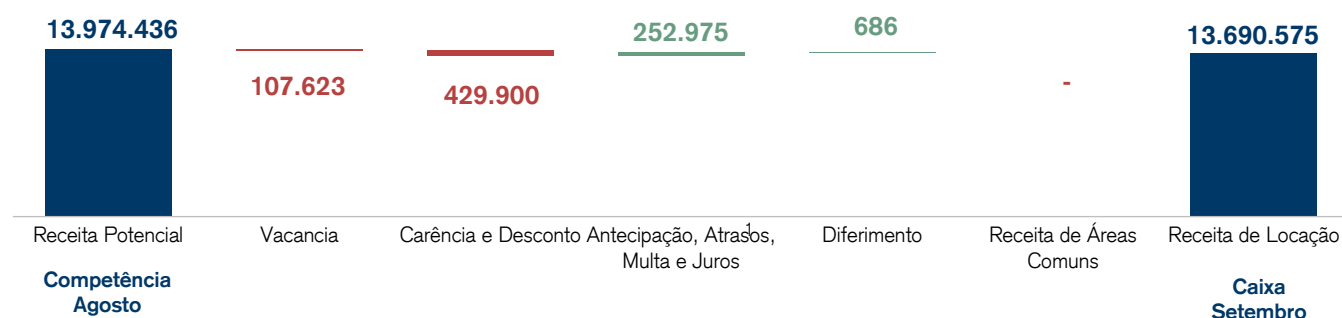 13.974.436
107.623
429.900
252.975
686
-
13.690.575
Receita Potencial
Vacancia
Carência e Desconto
Antecipação, Atrasos,¹
Multa e Juros
Diferimento
Receita de Áreas
Comuns
Receita de Locação
Competência
Agosto
Caixa
Setembro